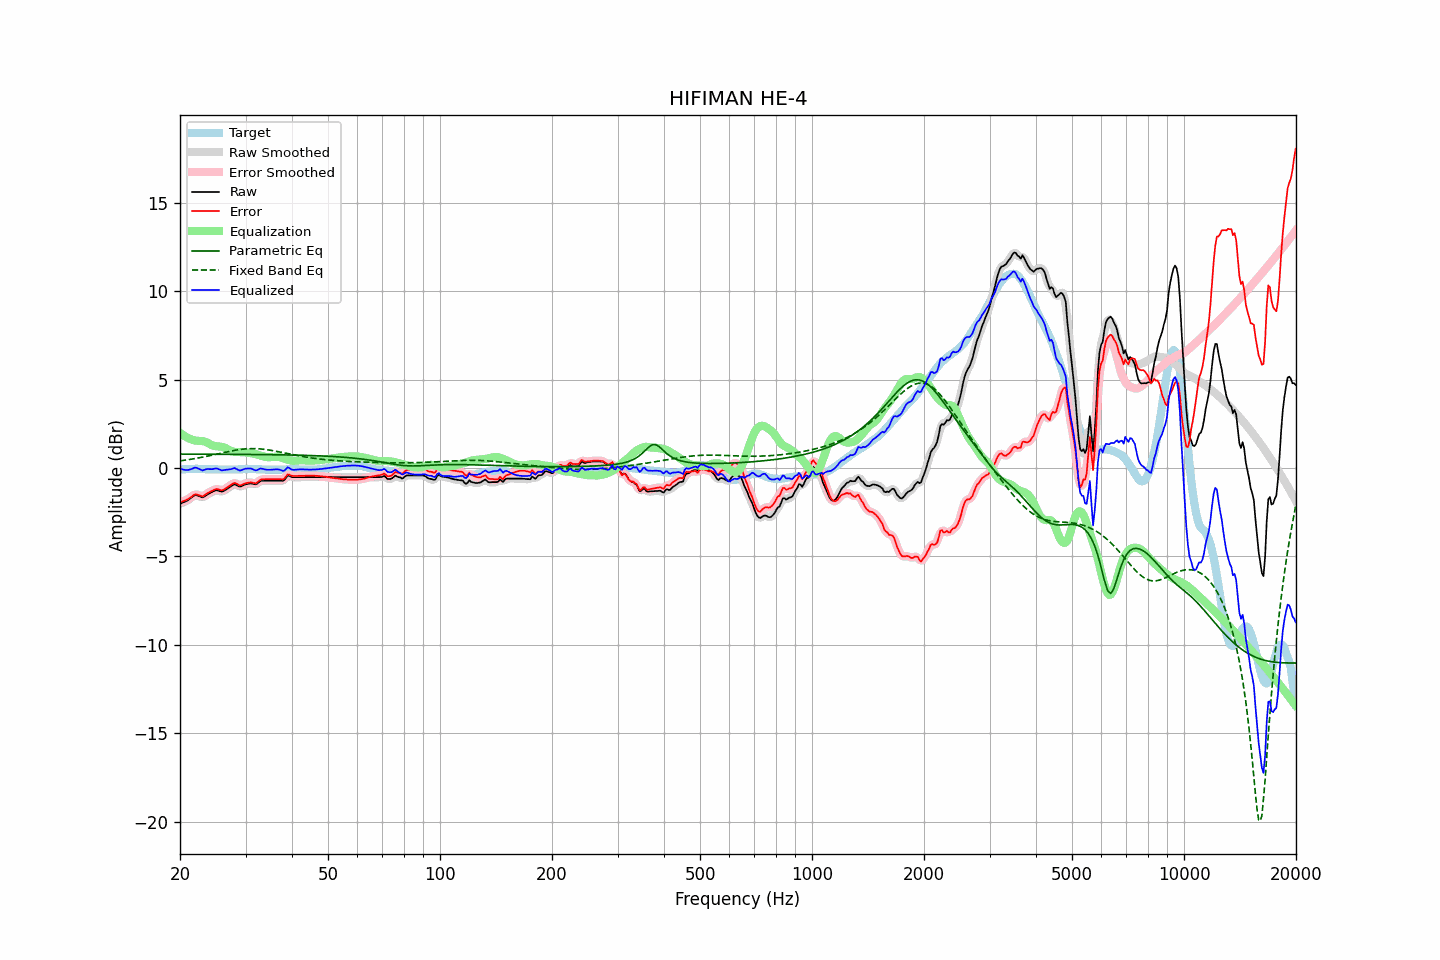 HIFIMAN HE-4
Target
Raw Smoothed
Error Smoothed
Raw
Error
Equalization
Parametric Eq
Fixed Band Eq
Equalized
15
10
5
0
−5
−10
−15
−20
Amplitude (dBr)
20 50 100 200 500 1000 2000 5000 10000 20000
Frequency (Hz)